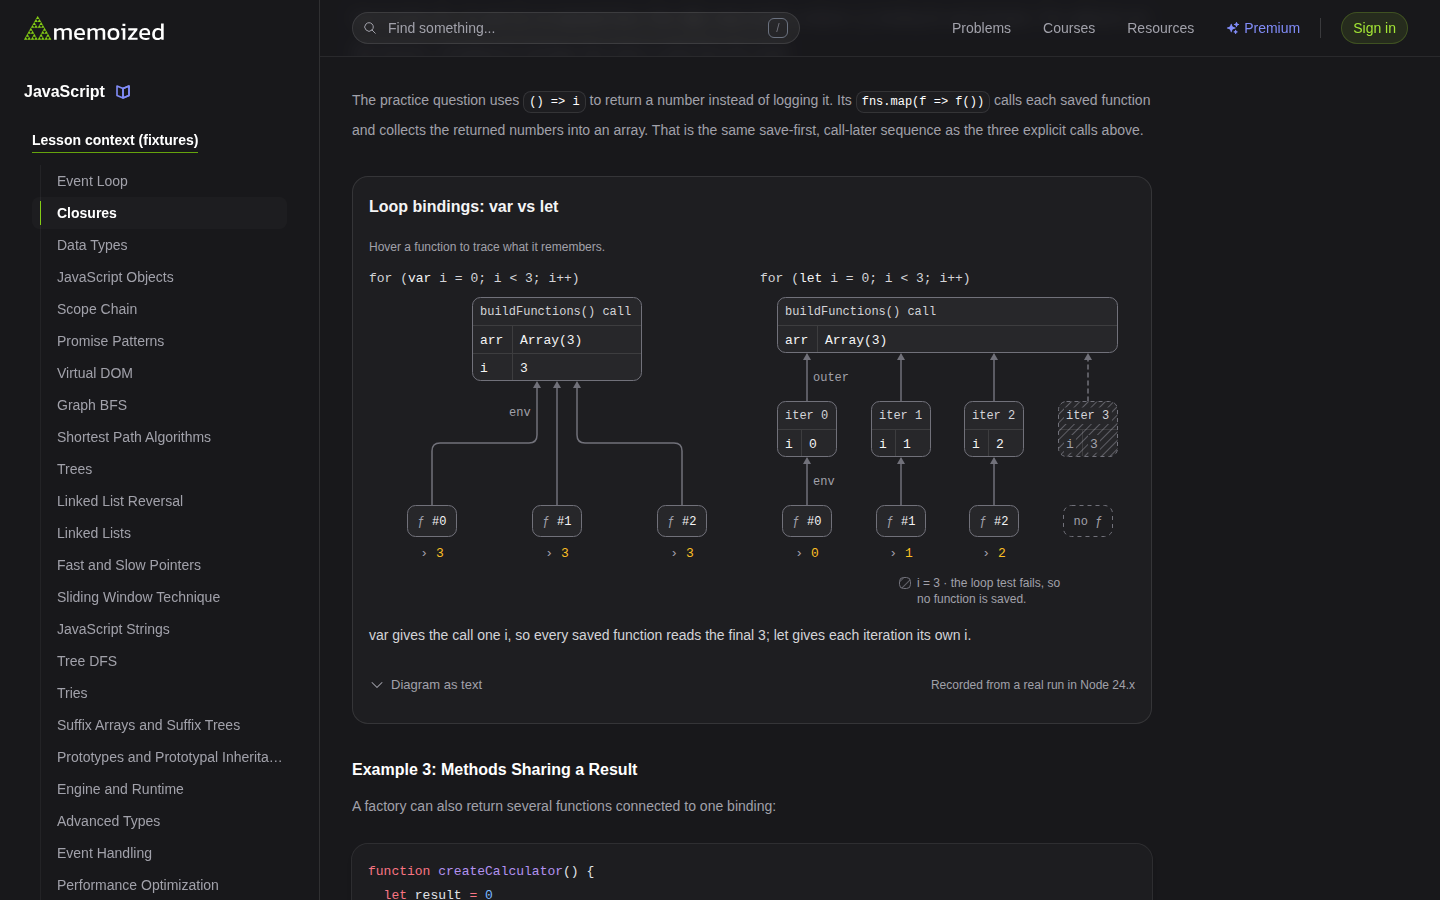 memoized
Find something...
/
Problems
Courses
Resources
Premium
Sign in
JavaScript
Lesson context (fixtures)
Event Loop
Closures
Data Types
JavaScript Objects
Scope Chain
Promise Patterns
Virtual DOM
Graph BFS
Shortest Path Algorithms
Trees
Linked List Reversal
Linked Lists
Fast and Slow Pointers
Sliding Window Technique
JavaScript Strings
Tree DFS
Tries
Suffix Arrays and Suffix Trees
Prototypes and Prototypal Inherita…
Engine and Runtime
Advanced Types
Event Handling
Performance Optimization
The practice question uses () => i to return a number instead of logging it. Its fns.map(f => f()) calls each saved function
and collects the returned numbers into an array. That is the same save-first, call-later sequence as the three explicit calls above.
Loop bindings: var vs let
Hover a function to trace what it remembers.
for (var i = 0; i < 3; i++)
buildFunctions() call
arr Array(3)
i 3
env
ƒ #0
ƒ #1
ƒ #2
› 3
› 3
› 3
for (let i = 0; i < 3; i++)
buildFunctions() call
arr Array(3)
outer
iter 0
i 0
iter 1
i 1
iter 2
i 2
iter 3
i 3
env
ƒ #0
ƒ #1
ƒ #2
no ƒ
› 0
› 1
› 2
i = 3 · the loop test fails, so
no function is saved.
var gives the call one i, so every saved function reads the final 3; let gives each iteration its own i.
Diagram as text
Recorded from a real run in Node 24.x
Example 3: Methods Sharing a Result
A factory can also return several functions connected to one binding:
function createCalculator() {
let result = 0